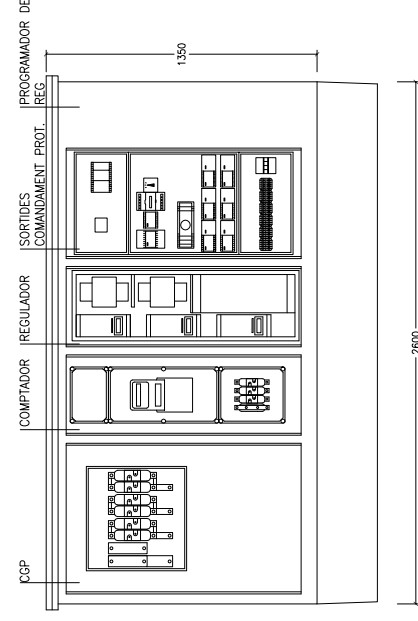 PROGRAMADOR DE
REG
SORTIDES
COMANDAMENT PROT.
REGULADOR
COMPTADOR
CGP
1350
2600